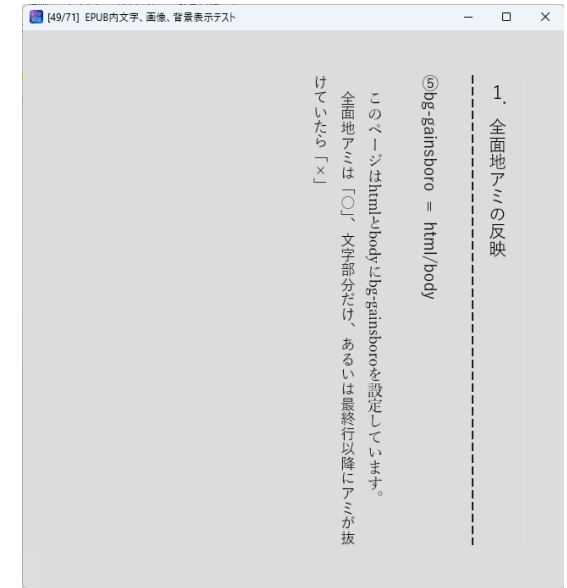 [49/71] EPUB内文字、画像、背景表示テスト
1. 全面地アミの反映
⑤bg-gainsboro = html/body
このページはhtmlとbodyにbg-gainsboroを設定しています。
全面地アミは「○」、文字部分だけ、あるいは最終行以降にアミが抜
けていたら「×」